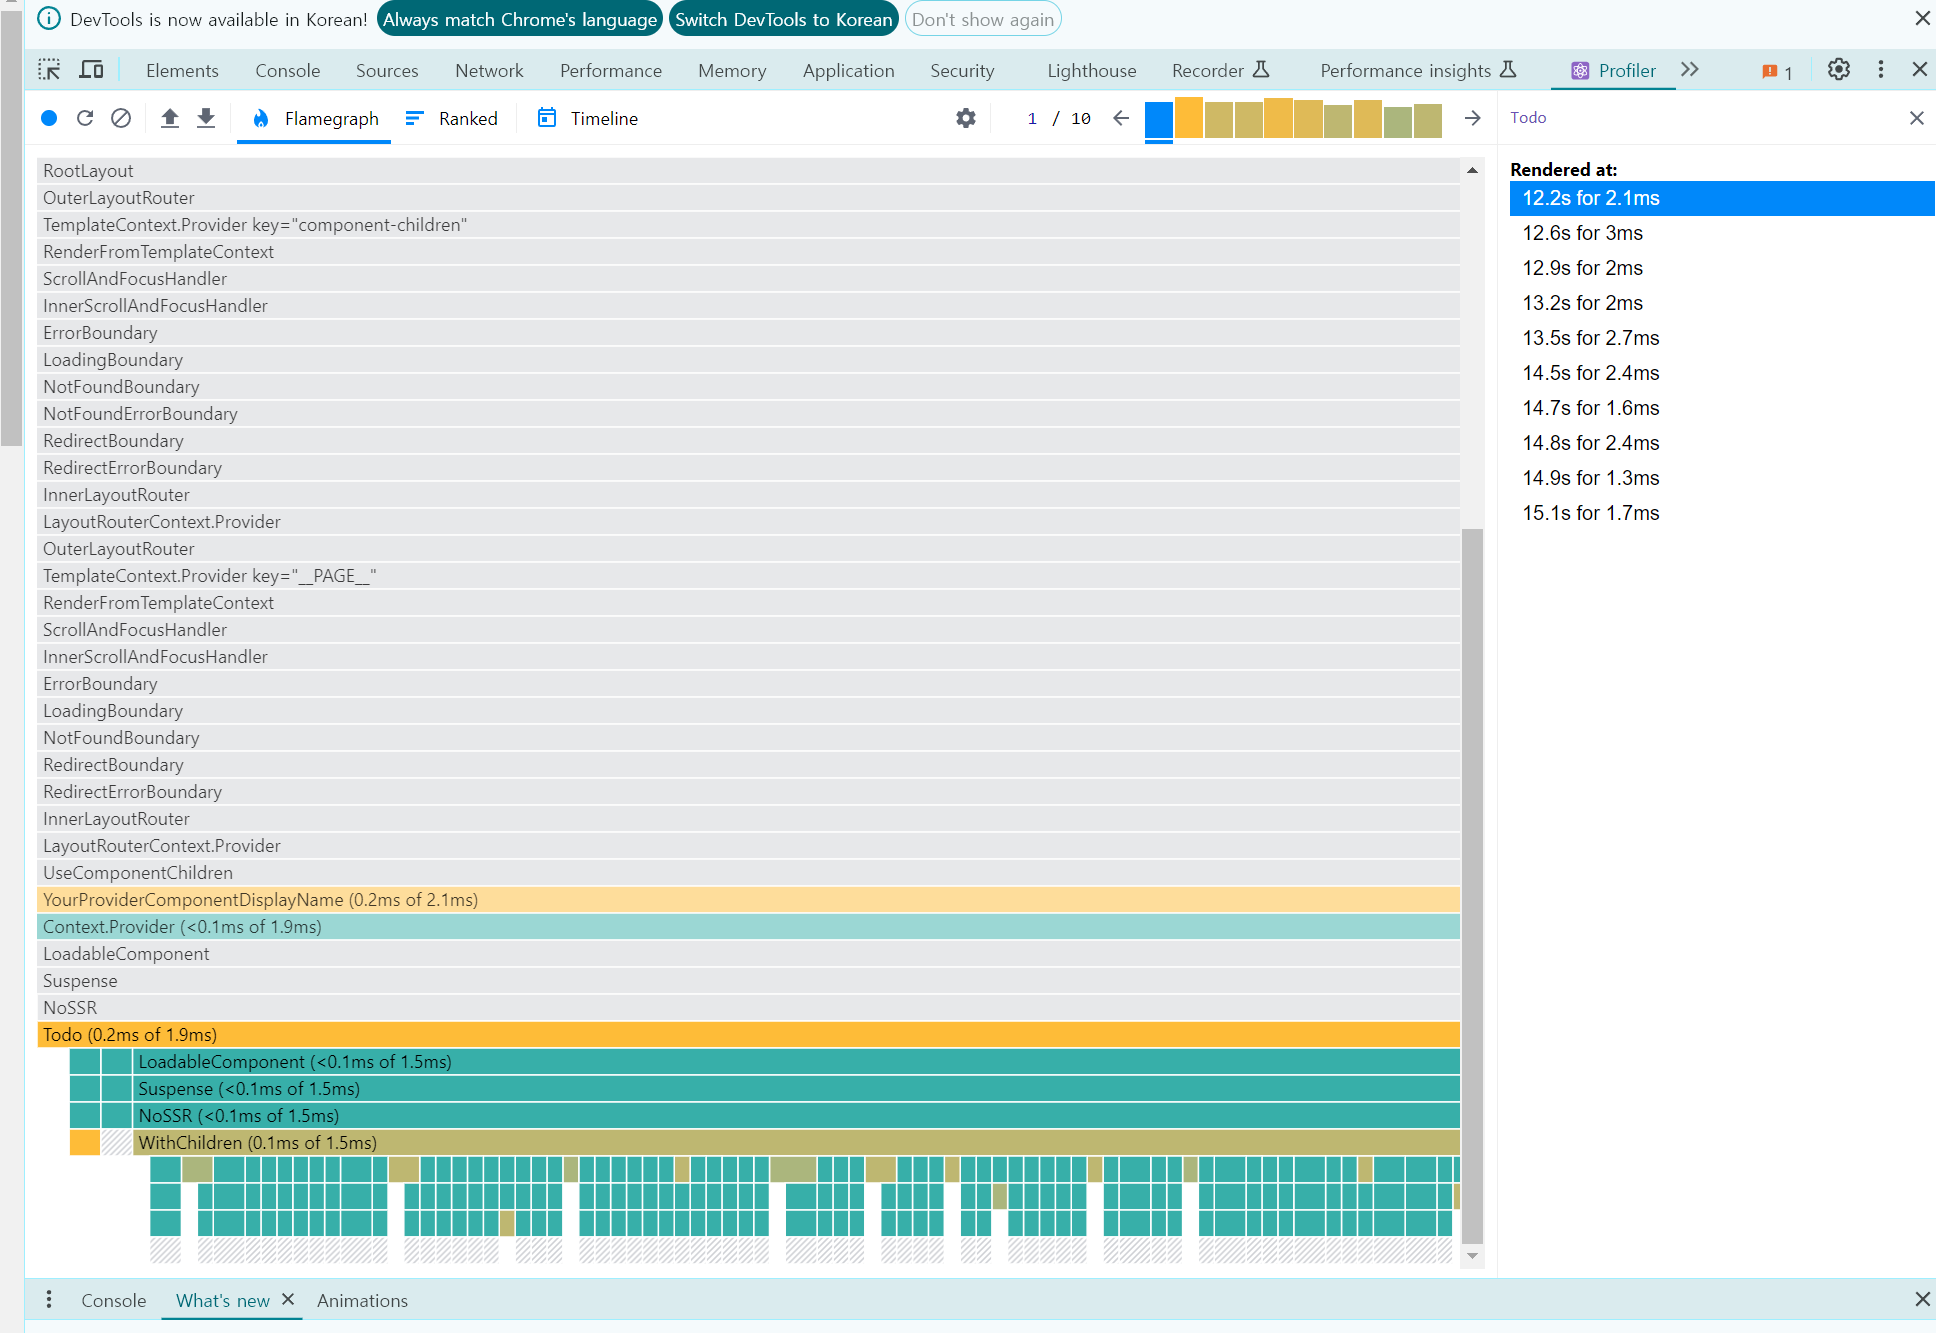 DevTools is now available in Korean! Always match Chrome's language Switch DevTools to Korean Don't show again
Elements Console Sources Network Performance Memory Application Security Lighthouse Recorder Performance insights Profiler 1
Flamegraph Ranked Timeline 1 / 10 Todo
Rendered at:
12.2s for 2.1ms
12.6s for 3ms
12.9s for 2ms
13.2s for 2ms
13.5s for 2.7ms
14.5s for 2.4ms
14.7s for 1.6ms
14.8s for 2.4ms
14.9s for 1.3ms
15.1s for 1.7ms
RootLayout
OuterLayoutRouter
TemplateContext.Provider key="component-children"
RenderFromTemplateContext
ScrollAndFocusHandler
InnerScrollAndFocusHandler
ErrorBoundary
LoadingBoundary
NotFoundBoundary
NotFoundErrorBoundary
RedirectBoundary
RedirectErrorBoundary
InnerLayoutRouter
LayoutRouterContext.Provider
OuterLayoutRouter
TemplateContext.Provider key="__PAGE__"
RenderFromTemplateContext
ScrollAndFocusHandler
InnerScrollAndFocusHandler
ErrorBoundary
LoadingBoundary
NotFoundBoundary
RedirectBoundary
RedirectErrorBoundary
InnerLayoutRouter
LayoutRouterContext.Provider
UseComponentChildren
YourProviderComponentDisplayName (0.2ms of 2.1ms)
Context.Provider (<0.1ms of 1.9ms)
LoadableComponent
Suspense
NoSSR
Todo (0.2ms of 1.9ms)
LoadableComponent (<0.1ms of 1.5ms)
Suspense (<0.1ms of 1.5ms)
NoSSR (<0.1ms of 1.5ms)
WithChildren (0.1ms of 1.5ms)
Console What's new Animations